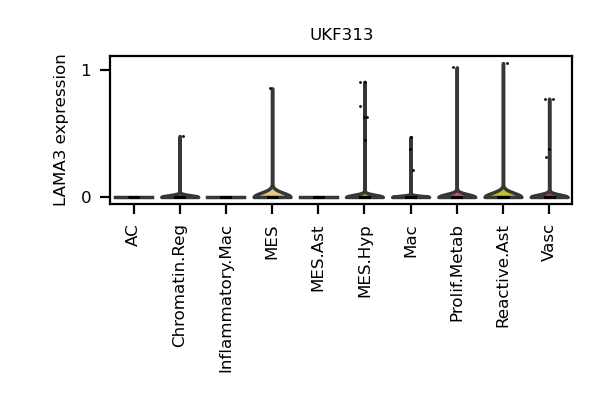 UKF313
LAMA3 expression
1
0
AC
Chromatin.Reg
Inflammatory.Mac
MES
MES.Ast
MES.Hyp
Mac
Prolif.Metab
Reactive.Ast
Vasc